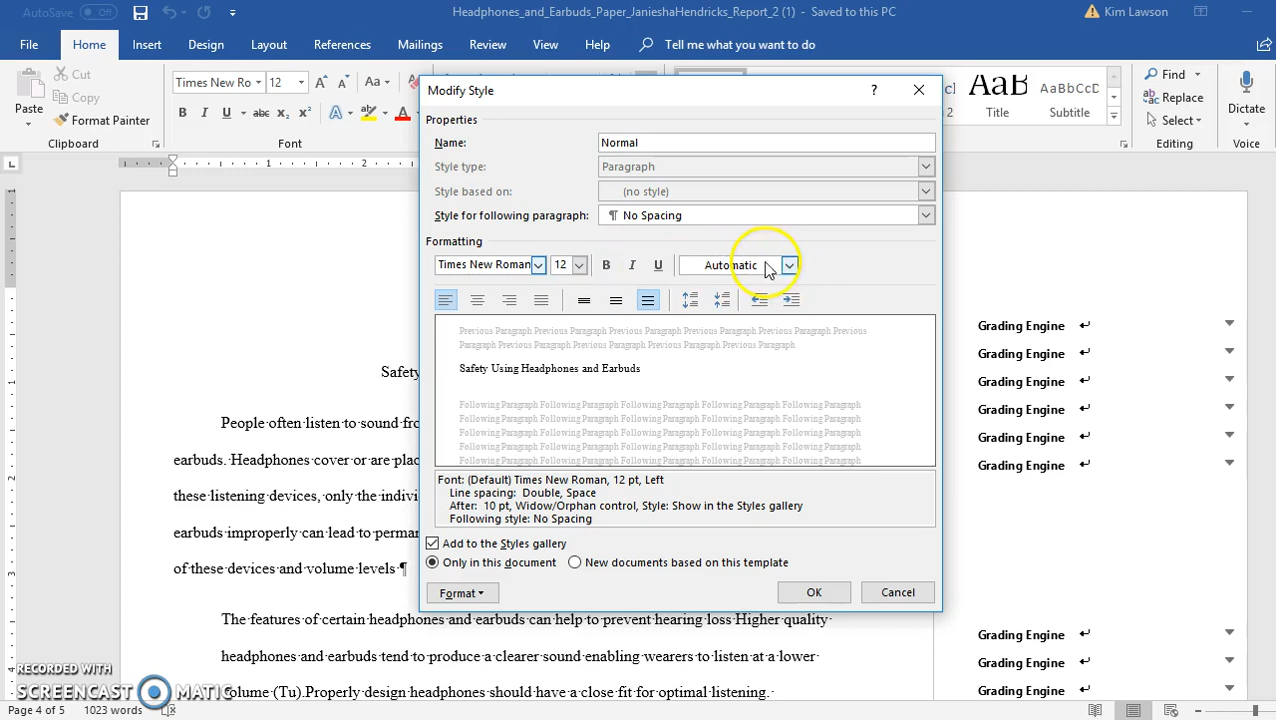 AutoSave Off
Headphones_and_Earbuds_Paper_JanieshaHendricks_Report_2 (1) - Saved to this PC
Kim Lawson
File Home Insert Design Layout References Mailings Review View Help Tell me what you want to do
Cut
Copy
Format Painter
Paste
Clipboard
Times New Ro 12
Font
Title
AaBbCcD
Find
Replace
Select
Dictate
Voice
Modify Style
Properties
Name: Normal
Style type: Paragraph
Style based on: (no style)
Style for following paragraph: ¶ No Spacing
Formatting
Times New Roman 12 B I U Automatic
Previous Paragraph Previous Paragraph Previous Paragraph Previous Paragraph Previous Paragraph Previous
Paragraph Previous Paragraph Previous Paragraph Previous Paragraph Previous Paragraph
Safety Using Headphones and Earbuds
Following Paragraph Following Paragraph Following Paragraph Following Paragraph Following Paragraph
Following Paragraph Following Paragraph Following Paragraph Following Paragraph Following Paragraph
Following Paragraph Following Paragraph Following Paragraph Following Paragraph Following Paragraph
Following Paragraph Following Paragraph Following Paragraph Following Paragraph Following Paragraph
Following Paragraph Following Paragraph Following Paragraph Following Paragraph Following Paragraph
Font: (Default) Times New Roman, 12 pt, Left
Line spacing: Double, Space
After: 10 pt, Widow/Orphan control, Style: Show in the Styles gallery
Following style: No Spacing
Add to the Styles gallery
Only in this document New documents based on this template
Format OK Cancel
Safety
People·often·listen·to·sound·
earbuds.·Headphones·cover·or·are·
these·listening·devices,·only·the·
earbuds·improperly·can·lead·to·
of·these·devices·and·volume·levels·¶
The·features·of·certain·headphones·and·earbuds·can·help·to·prevent·hearing·loss·Higher·quality·
headphones·and·earbuds·tend·to·produce·a·clearer·sound·enabling·wearers·to·listen·at·a·lower·
volume·(Tu).Properly·design·headphones·should·have·a·close·fit·for·optimal·listening.·
Grading Engine ↵
Grading Engine ↵
Grading Engine ↵
Grading Engine ↵
Grading Engine ↵
Grading Engine ↵
Grading Engine ↵
Grading Engine ↵
Grading Engine ↵
RECORDED WITH
SCREENCAST MATIC
Page 4 of 5 1023 words